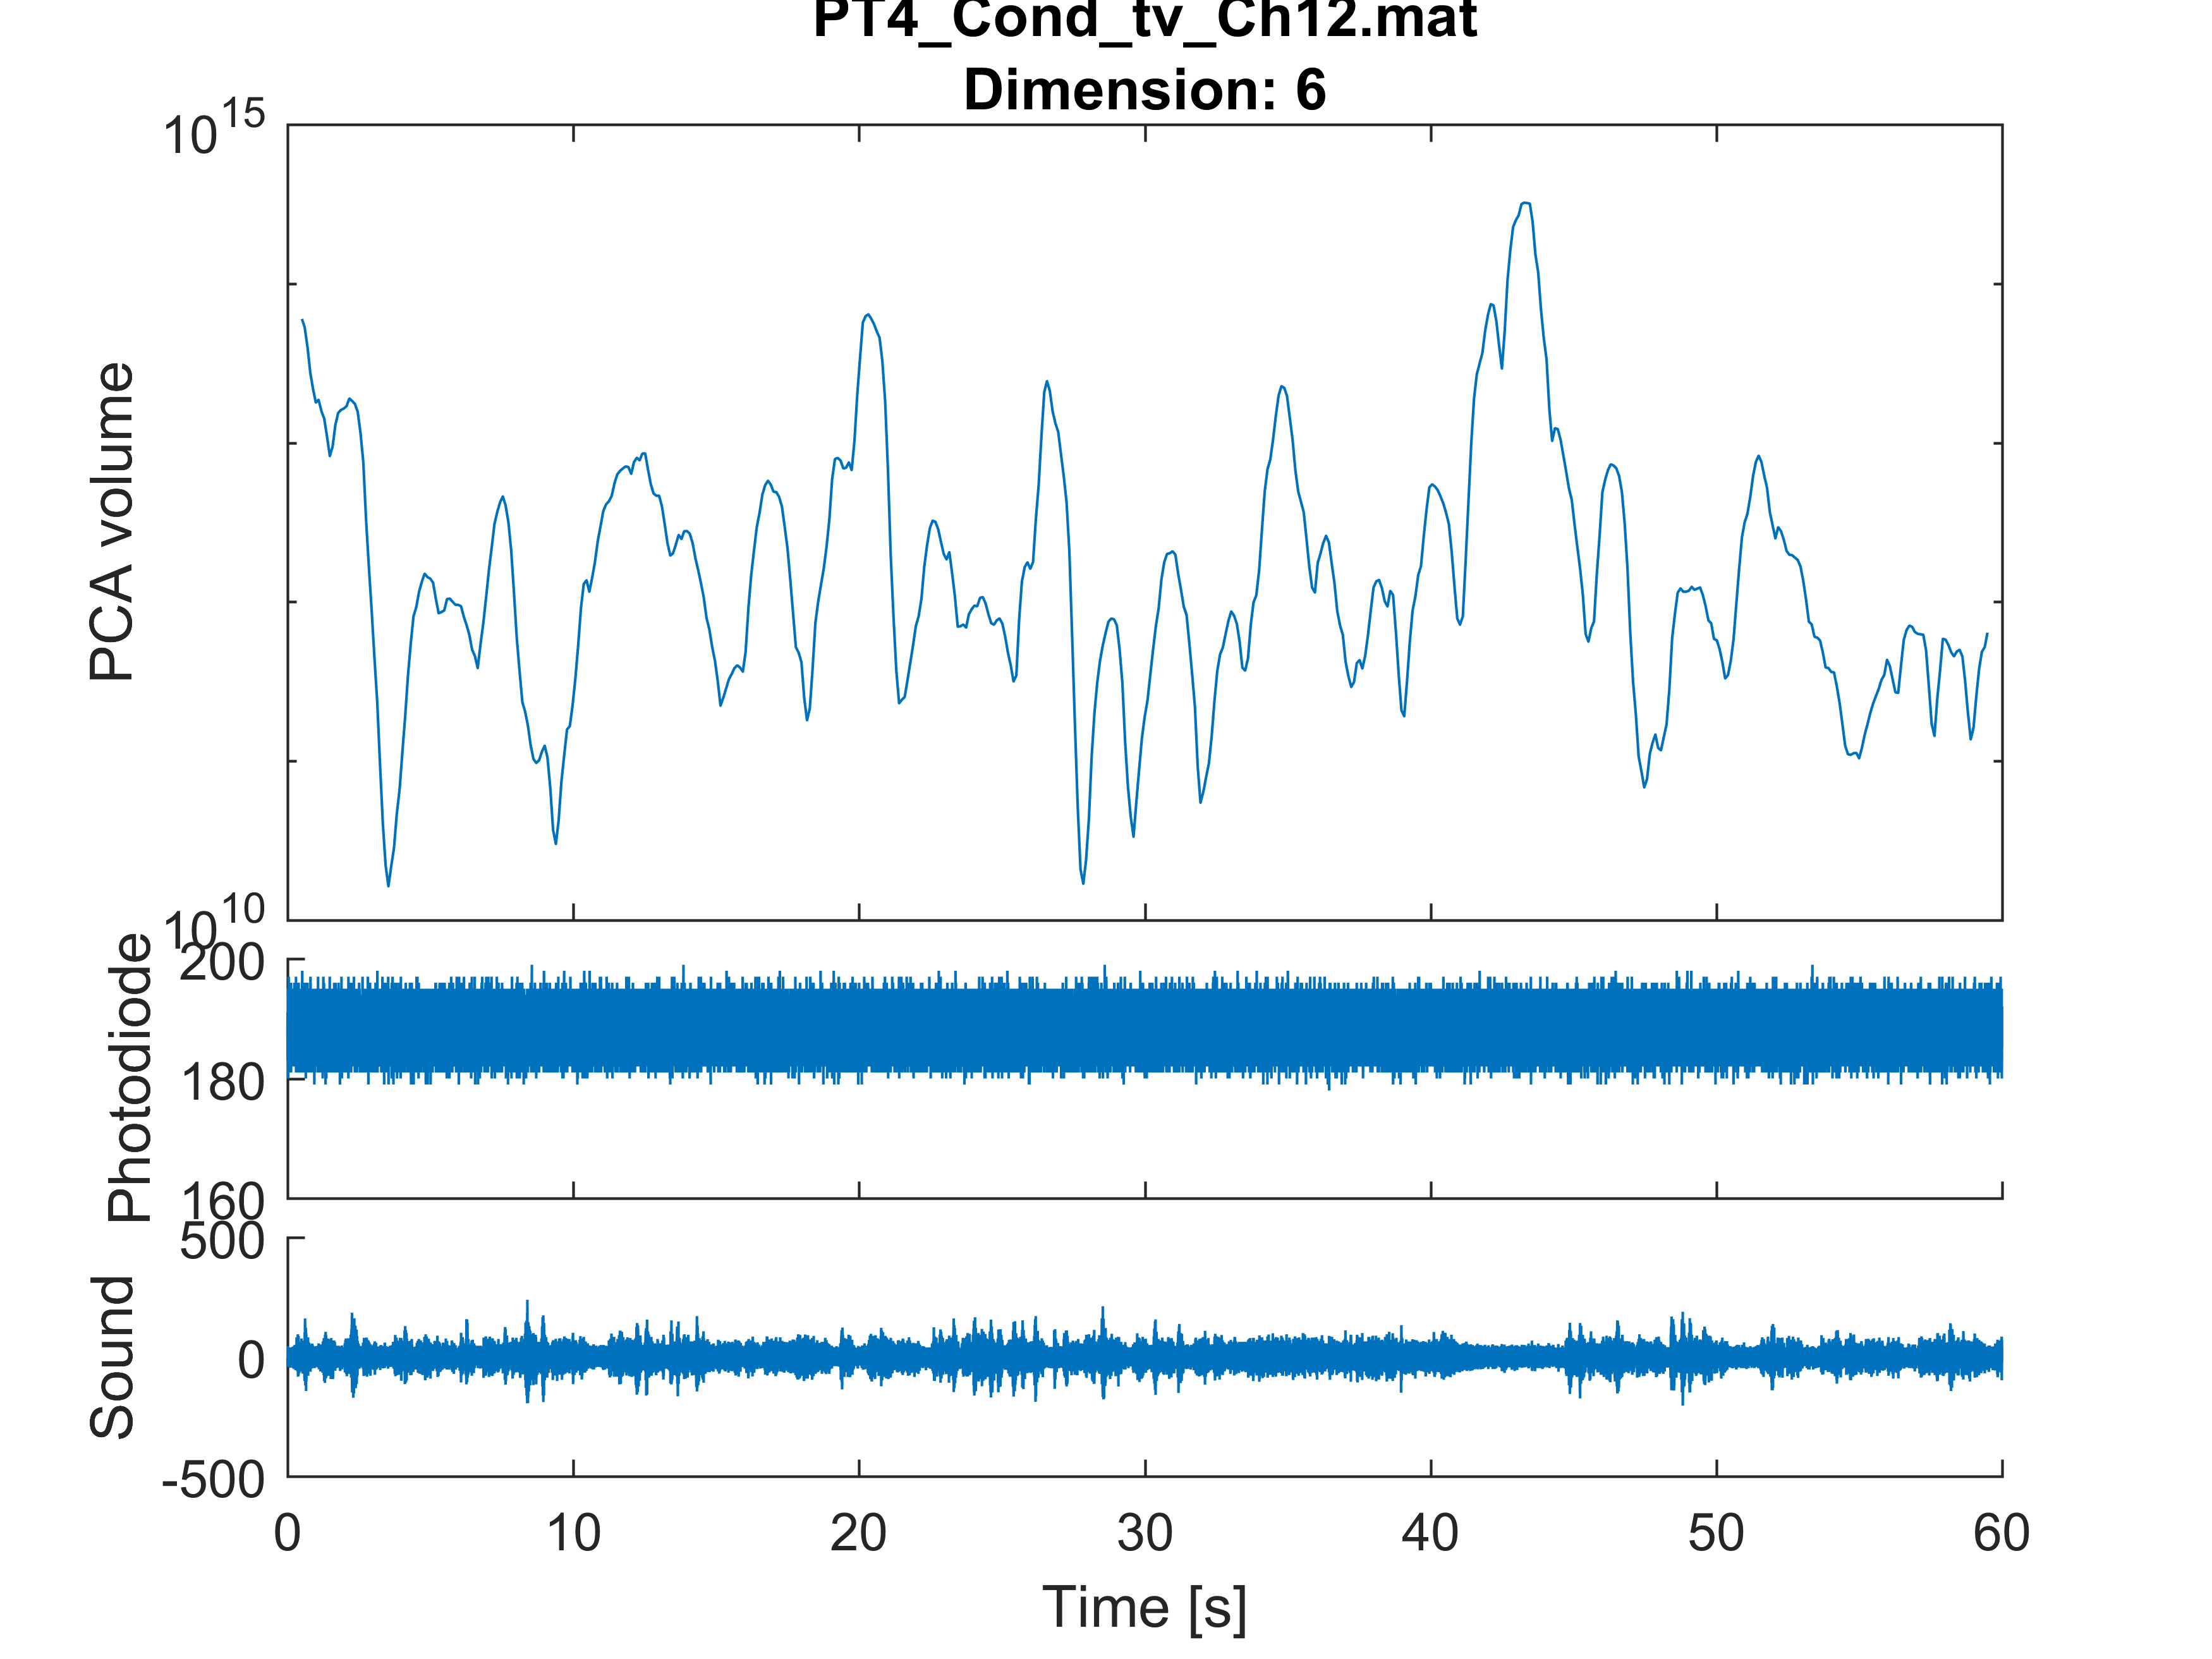 PT4_Cond_tv_Ch12.mat
Dimension: 6
10^15
PCA volume
10^10
200
Photodiode
180
160
500
Sound
0
-500
0 10 20 30 40 50 60
Time [s]